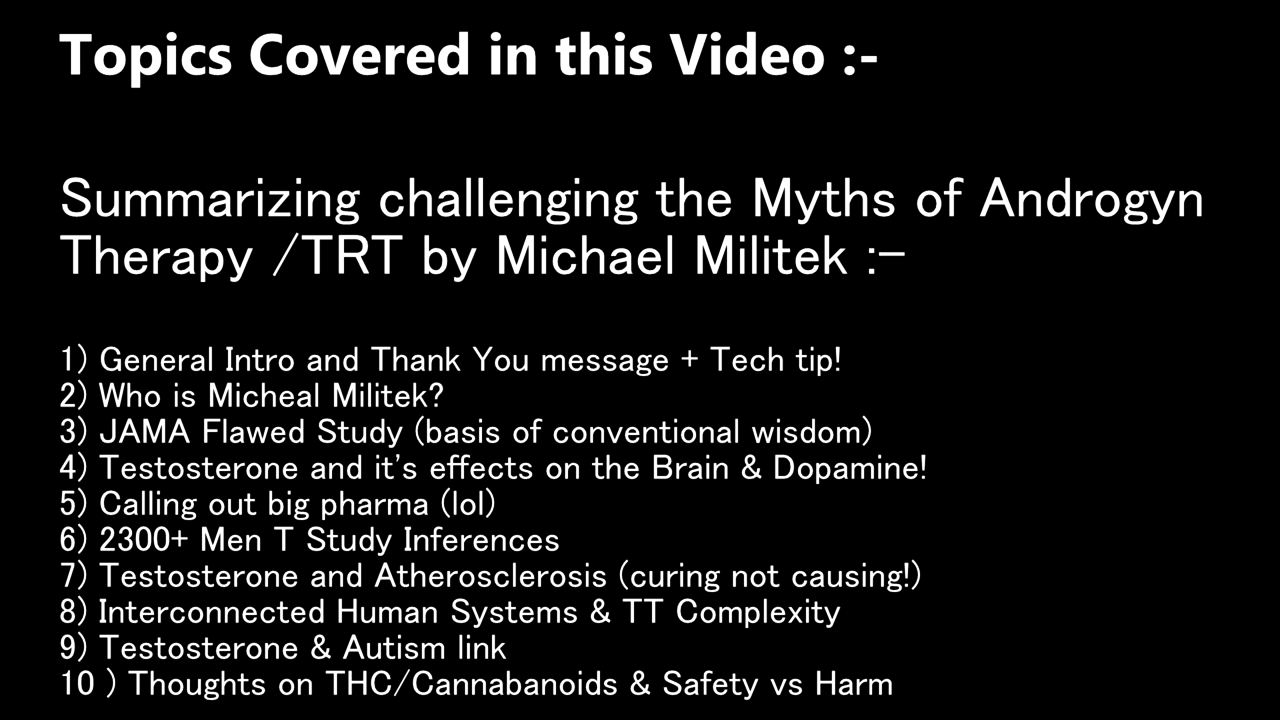 Topics Covered in this Video :-
Summarizing challenging the Myths of Androgyn
Therapy /TRT by Michael Militek :-
1) General Intro and Thank You message + Tech tip!
2) Who is Micheal Militek?
3) JAMA Flawed Study (basis of conventional wisdom)
4) Testosterone and it's effects on the Brain & Dopamine!
5) Calling out big pharma (lol)
6) 2300+ Men T Study Inferences
7) Testosterone and Atherosclerosis (curing not causing!)
8) Interconnected Human Systems & TT Complexity
9) Testosterone & Autism link
10 ) Thoughts on THC/Cannabanoids & Safety vs Harm